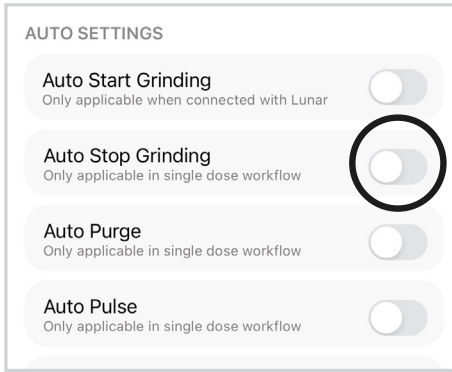 AUTO SETTINGS
Auto Start Grinding
Only applicable when connected with Lunar
Auto Stop Grinding
Only applicable in single dose workflow
Auto Purge
Only applicable in single dose workflow
Auto Pulse
Only applicable in single dose workflow